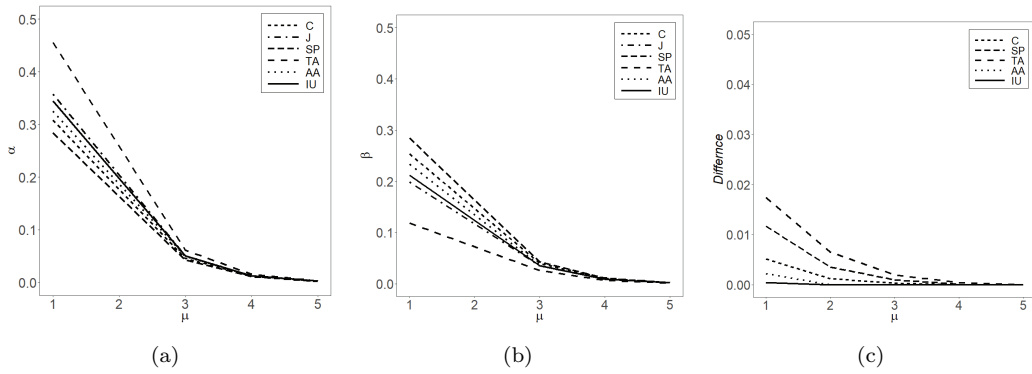 0.5
0.4
0.3
0.2
0.1
0.0
α
1
2
3
4
5
μ
C
J
SP
TA
AA
IU
(a)
0.5
0.4
0.3
0.2
0.1
0.0
β
1
2
3
4
5
μ
C
J
SP
TA
AA
IU
(b)
0.05
0.04
0.03
0.02
0.01
0.00
Differnce
1
2
3
4
5
μ
C
SP
TA
AA
IU
(c)